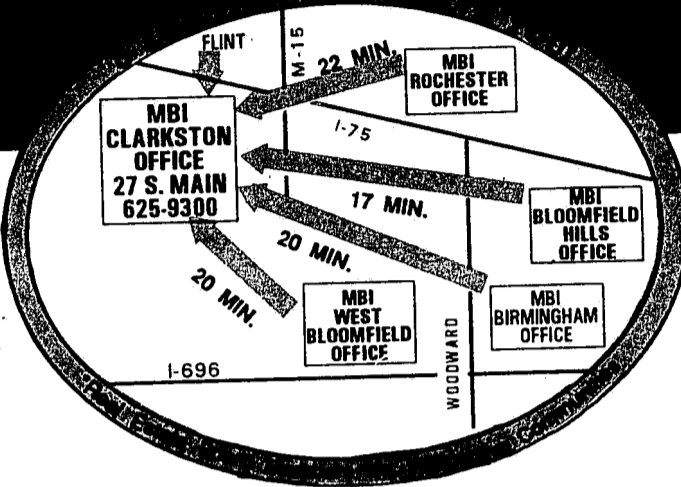 FLINT
M-15
22 MIN.
MBI
ROCHESTER
OFFICE
MBI
CLARKSTON
OFFICE
27 S. MAIN
625-9300
I-75
17 MIN.
MBI
BLOOMFIELD
HILLS
OFFICE
20 MIN.
20 MIN.
MBI
WEST
BLOOMFIELD
OFFICE
MBI
BIRMINGHAM
OFFICE
WOODWARD
I-696